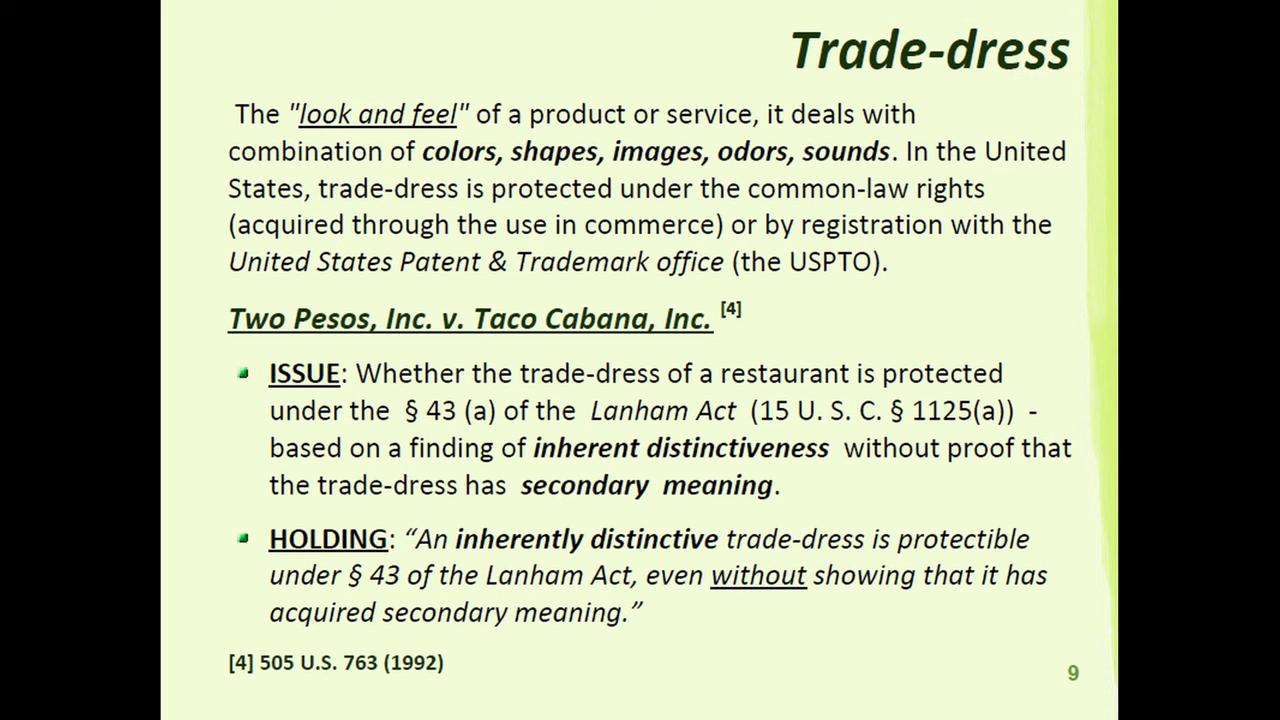 Trade-dress
The "look and feel" of a product or service, it deals with
combination of colors, shapes, images, odors, sounds. In the United
States, trade-dress is protected under the common-law rights
(acquired through the use in commerce) or by registration with the
United States Patent & Trademark office (the USPTO).
Two Pesos, Inc. v. Taco Cabana, Inc. [4]
ISSUE: Whether the trade-dress of a restaurant is protected
under the § 43 (a) of the Lanham Act (15 U. S. C. § 1125(a)) -
based on a finding of inherent distinctiveness without proof that
the trade-dress has secondary meaning.
HOLDING: “An inherently distinctive trade-dress is protectible
under § 43 of the Lanham Act, even without showing that it has
acquired secondary meaning.”
[4] 505 U.S. 763 (1992)
9